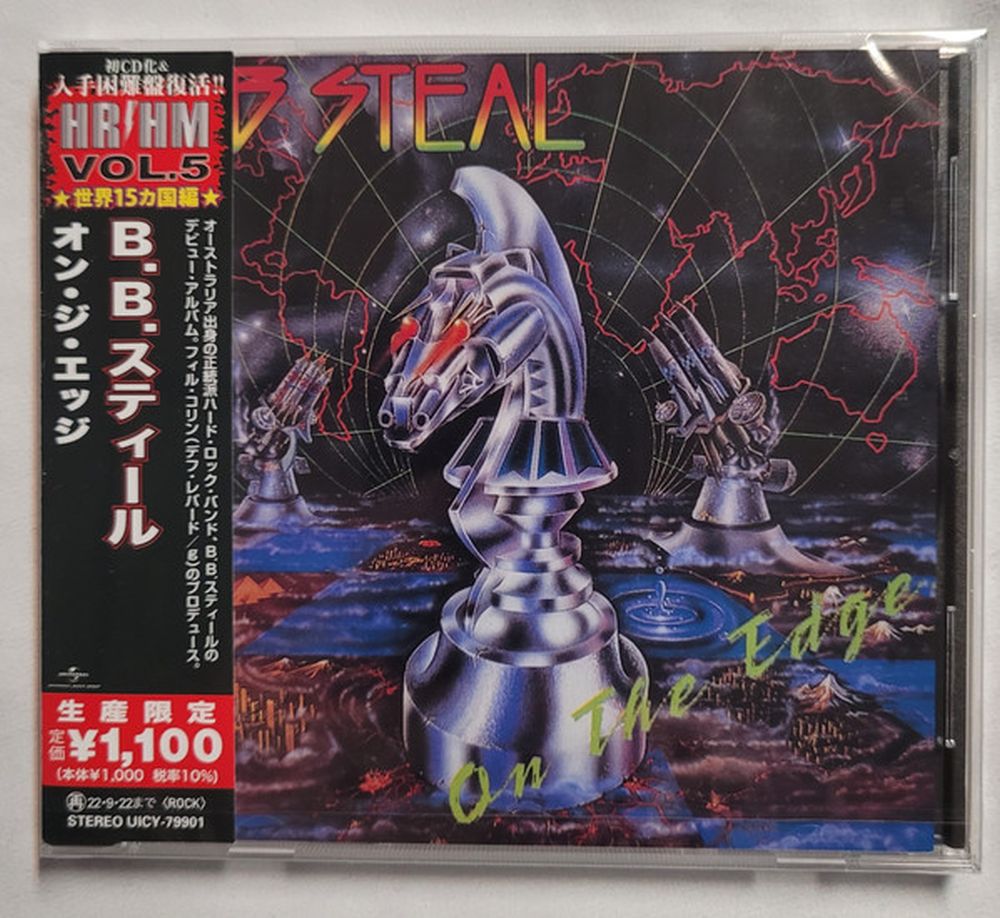 初CD化&
入手困難盤復活!!
HR/HM
VOL.5
★世界15カ国編★
オーストラリア出身の正統派ハード・ロック・バンド、B.B.スティールの
デビュー・アルバム。フィル・コリン(デフ・レパード/g)のプロデュース。
B.B.スティール
オン・ジ・エッジ
生産限定
定価 ¥1,100
(本体¥1,000 税率10%)
再 22・9・22まで 〈ROCK〉
STEREO UICY-79901
B STEAL
On The Edge